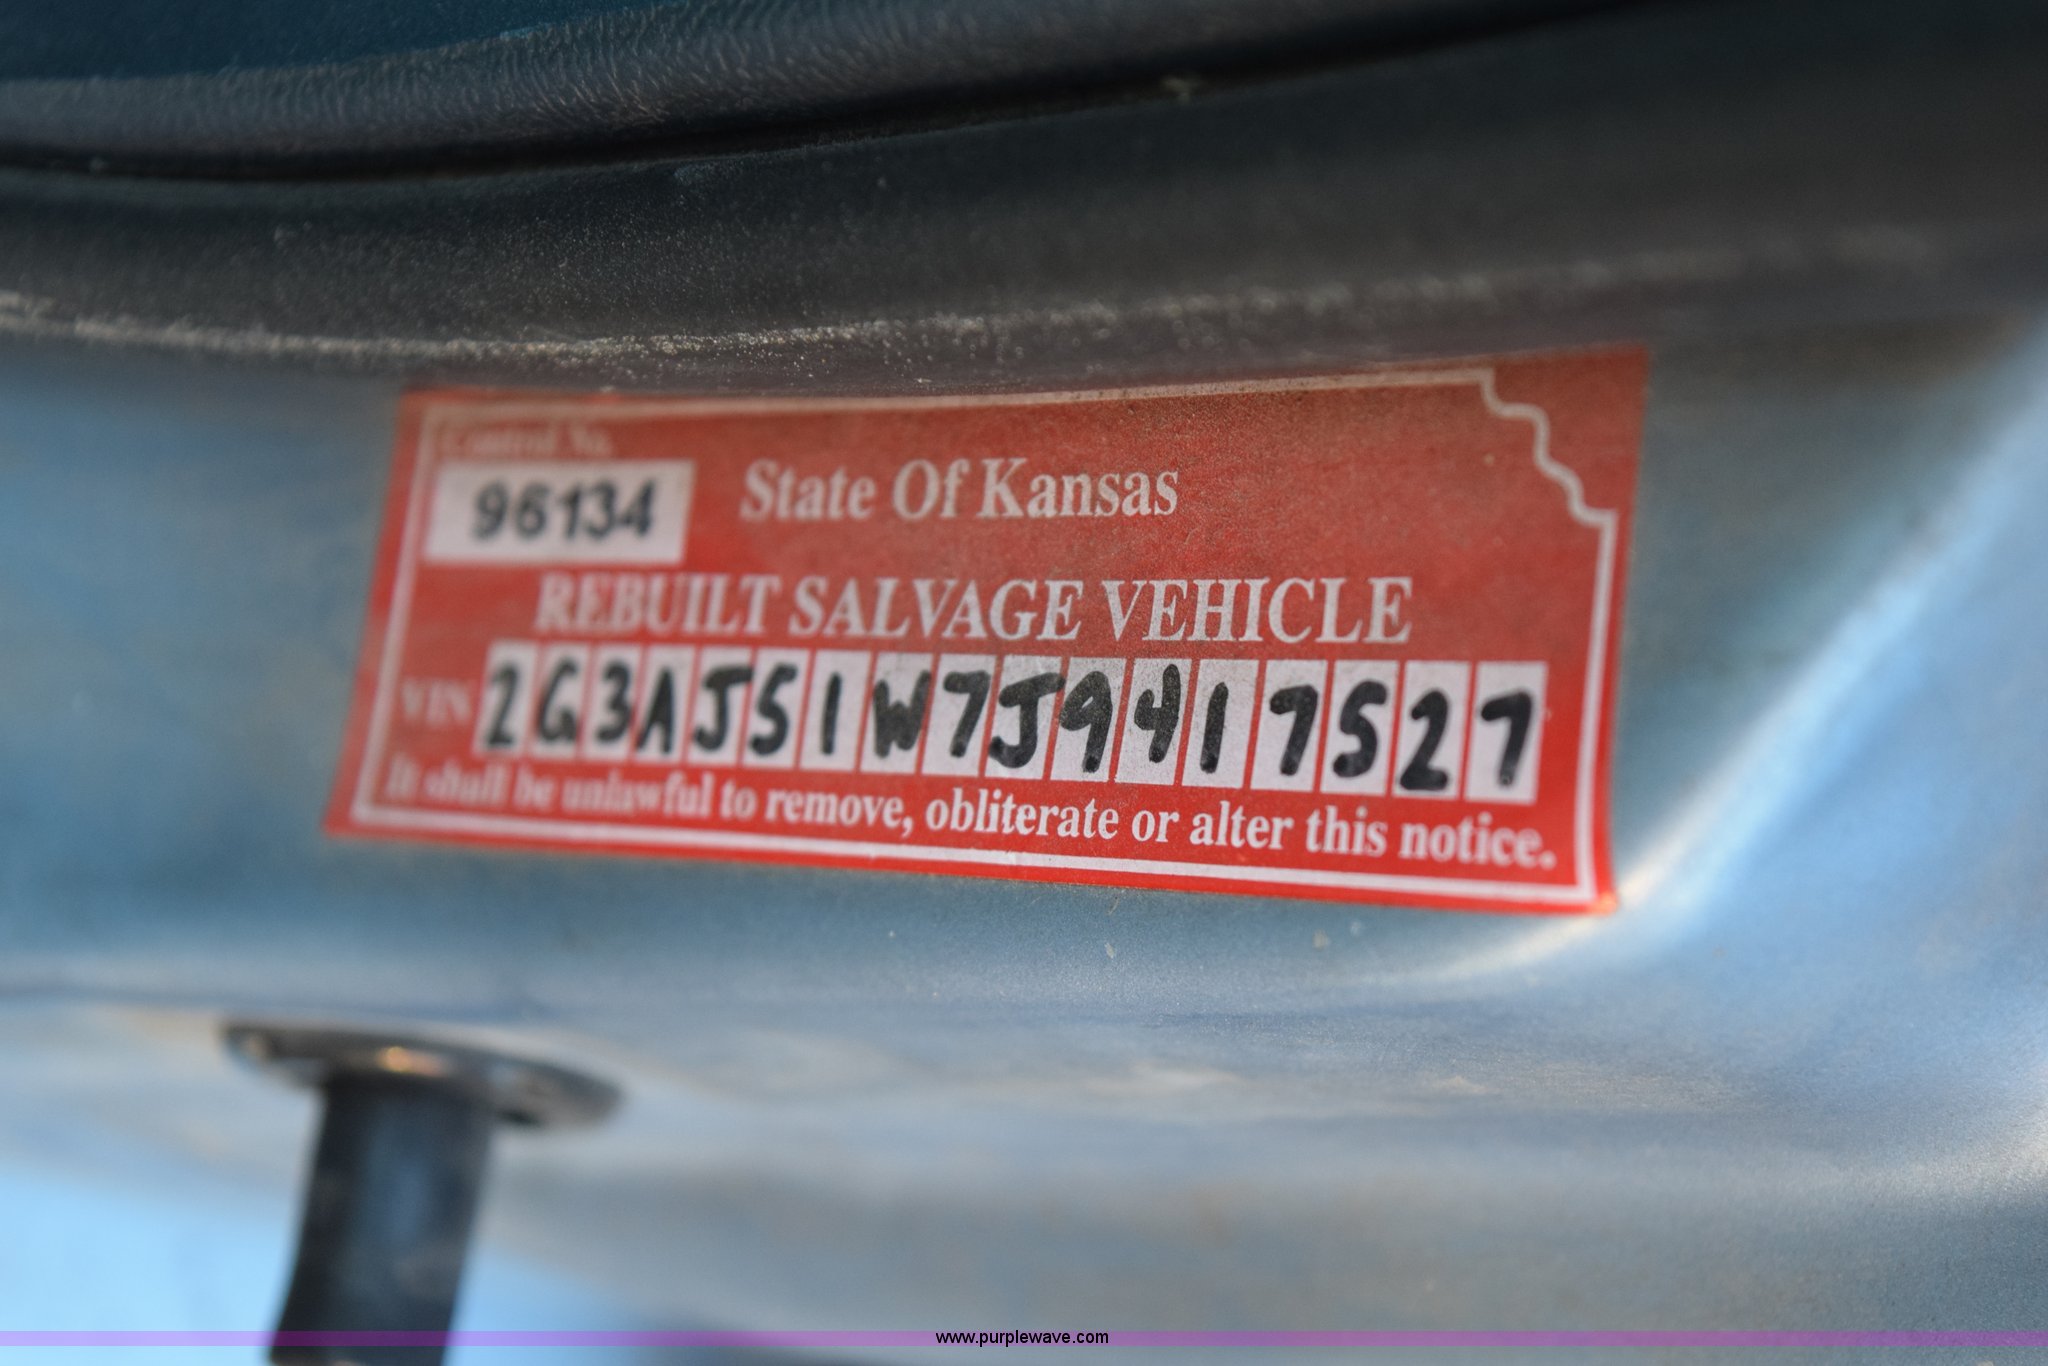 Control No.
96134
State Of Kansas
REBUILT SALVAGE VEHICLE
VIN 2G3AJ51W7J9417527
It shall be unlawful to remove, obliterate or alter this notice.
www.purplewave.com